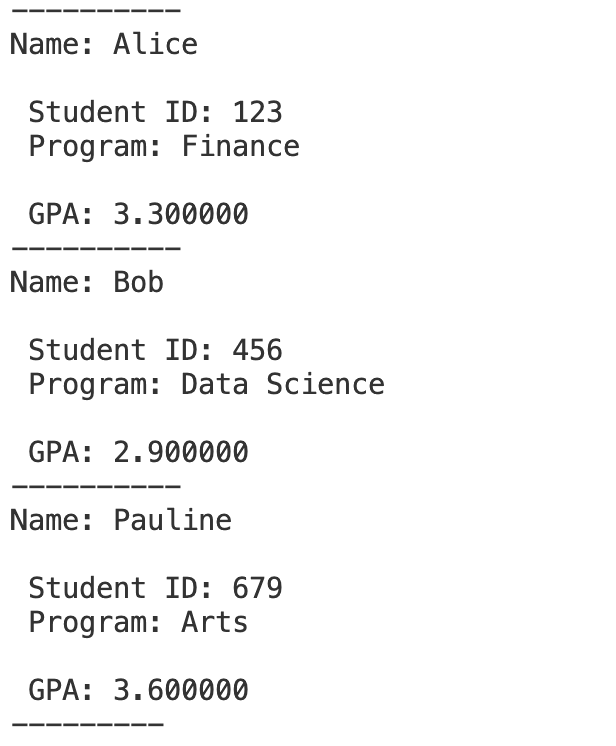 ----------
Name: Alice
Student ID: 123
Program: Finance
GPA: 3.300000
----------
Name: Bob
Student ID: 456
Program: Data Science
GPA: 2.900000
----------
Name: Pauline
Student ID: 679
Program: Arts
GPA: 3.600000
---------